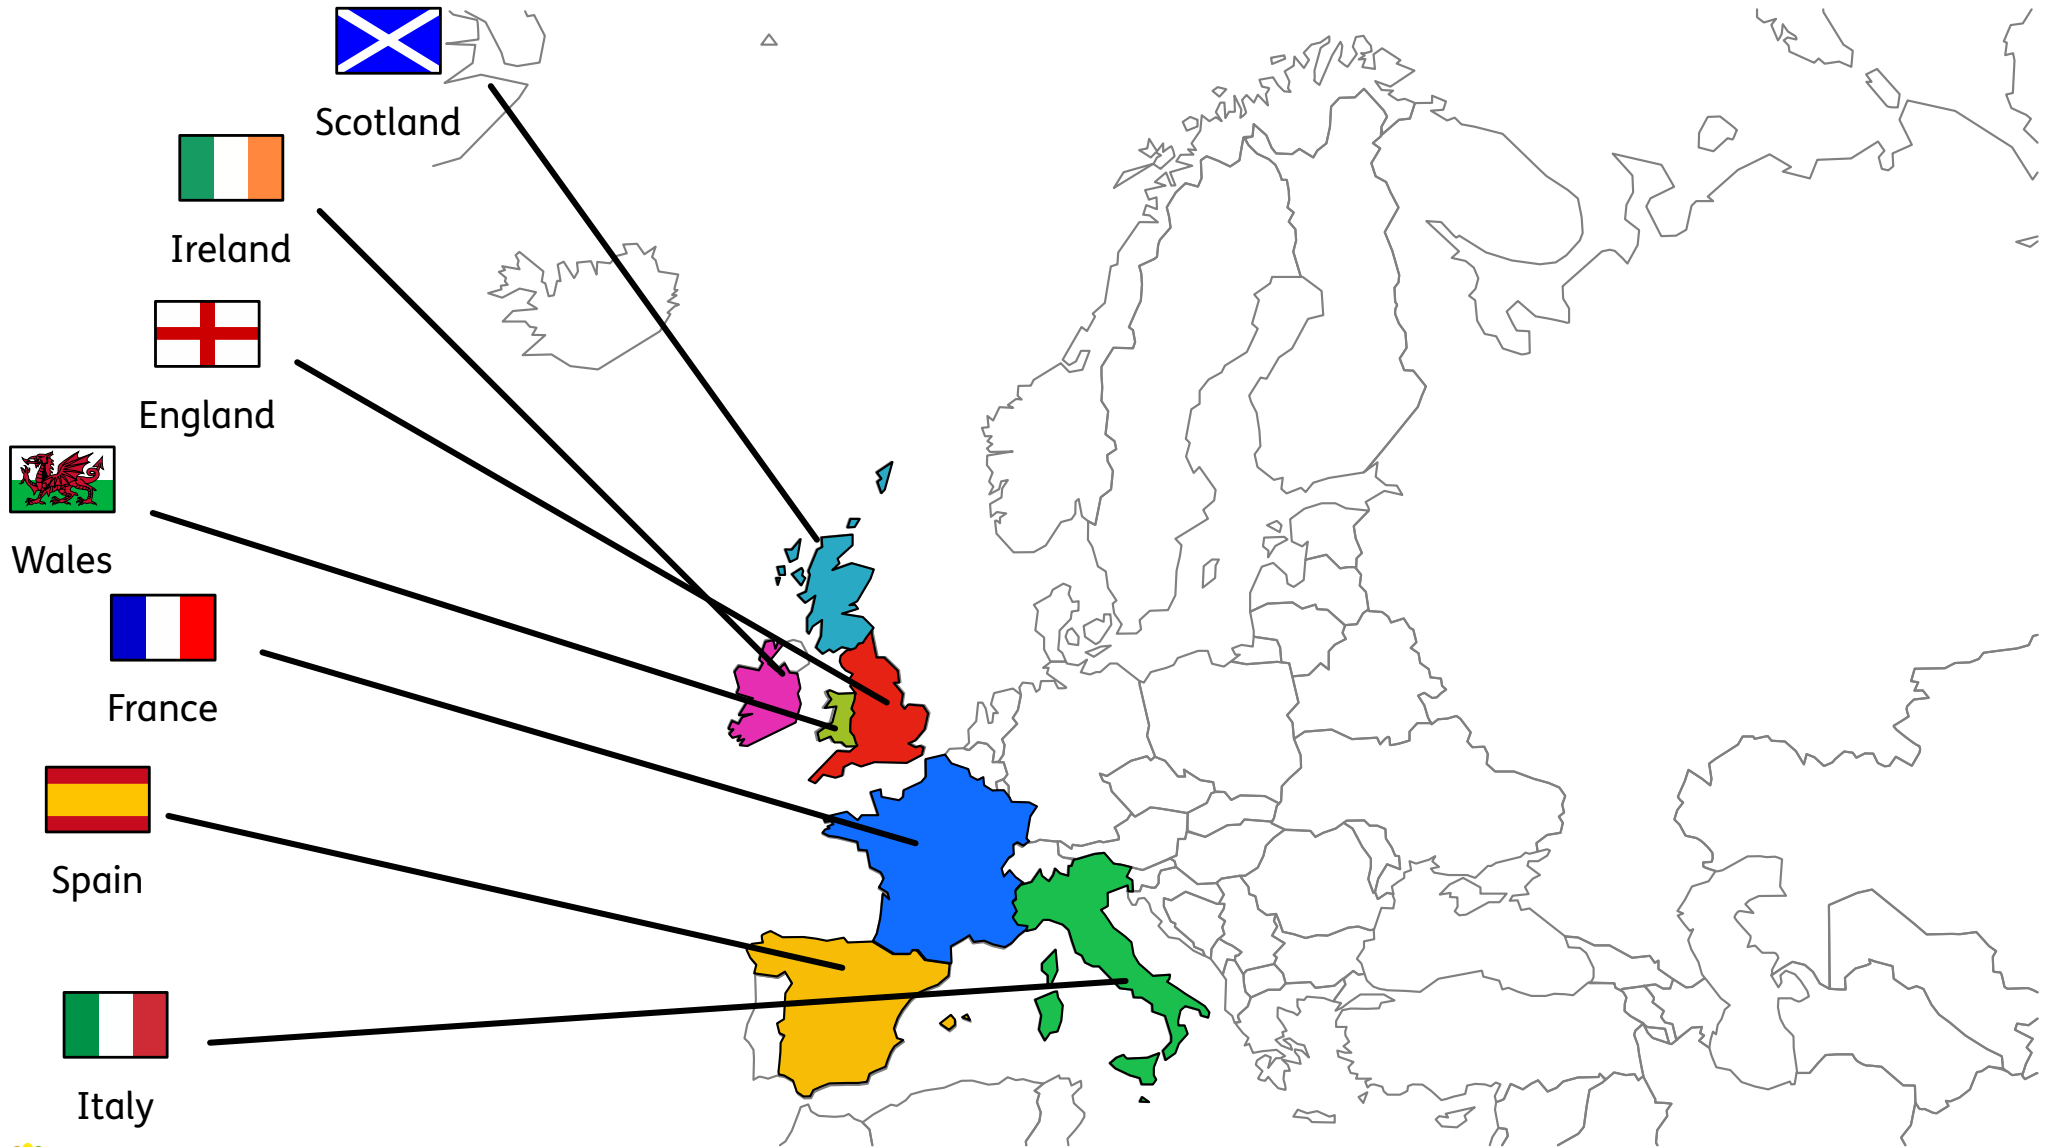 Scotland
Ireland
England
Wales
France
Spain
Italy